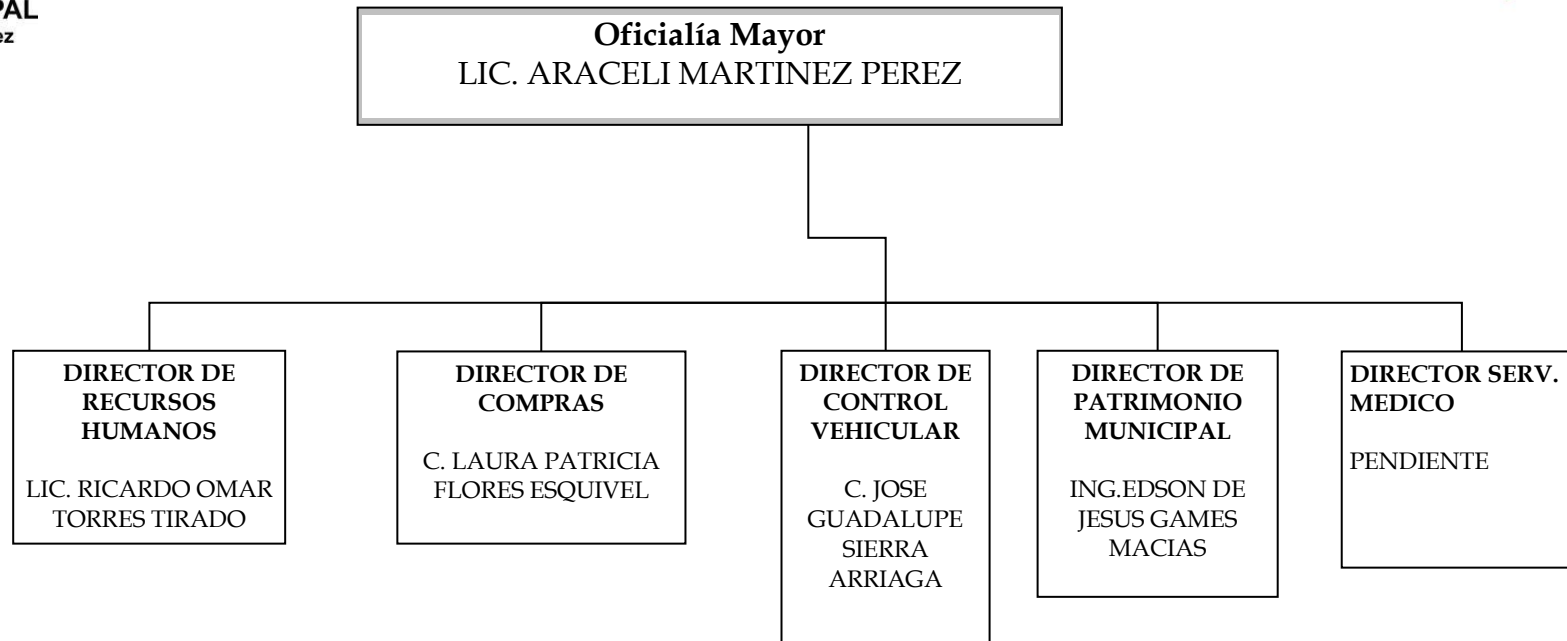 Oficialía Mayor
LIC. ARACELI MARTINEZ PEREZ
DIRECTOR DE
RECURSOS
HUMANOS
LIC. RICARDO OMAR
TORRES TIRADO
DIRECTOR DE
COMPRAS
C. LAURA PATRICIA
FLORES ESQUIVEL
DIRECTOR DE
CONTROL
VEHICULAR
C. JOSE
GUADALUPE
SIERRA
ARRIAGA
DIRECTOR DE
PATRIMONIO
MUNICIPAL
ING.EDSON DE
JESUS GAMES
MACIAS
DIRECTOR SERV.
MEDICO
PENDIENTE